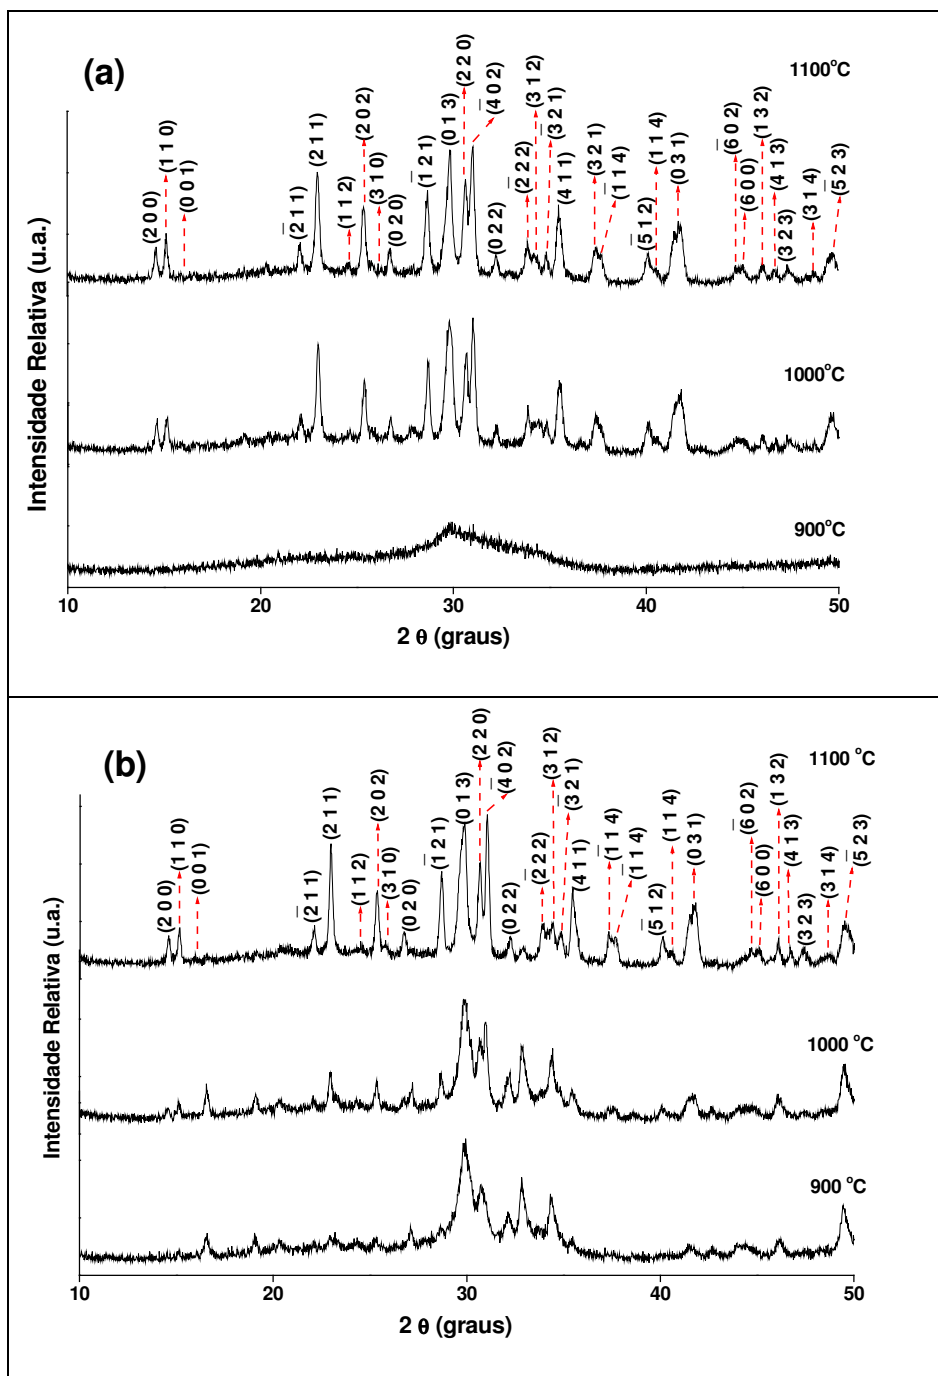 (a)
1100°C
(2 0 0)
(1 1 0)
(0 0 1)
(2̅ 1 1)
(2 1 1)
(1 1 2)
(2 0 2)
(3 1 0)
(0 2 0)
(1̅ 2 1)
(0 1 3)
(2 2 0)
(4̅ 0 2)
(0 2 2)
(2̅ 2 2)
(3 1 2)
(3̅ 2 1)
(4 1 1)
(3 2 1)
(1̅ 1 4)
(5̅ 1 2)
(1 1 4)
(0 3 1)
(6̅ 0 2)
(6 0 0)
(1 3 2)
(4 1 3)
(3 2 3)
(3 1 4)
(5̅ 2 3)
1000°C
900°C
Intensidade Relativa (u.a.)
10 20 30 40 50
2 θ (graus)
(b)
1100 °C
(2 0 0)
(1 1 0)
(0 0 1)
(2̅ 1 1)
(2 1 1)
(1 1 2)
(2 0 2)
(3 1 0)
(0 2 0)
(1̅ 2 1)
(0 1 3)
(2 2 0)
(4̅ 0 2)
(0 2 2)
(2̅ 2 2)
(3 1 2)
(3̅ 2 1)
(4 1 1)
(1̅ 1 4)
(1̅ 1 4)
(5̅ 1 2)
(1 1 4)
(0 3 1)
(6̅ 0 2)
(6 0 0)
(1 3 2)
(4 1 3)
(3 2 3)
(3 1 4)
(5̅ 2 3)
1000 °C
900 °C
Intensidade Relativa (u.a.)
10 20 30 40 50
2 θ (graus)